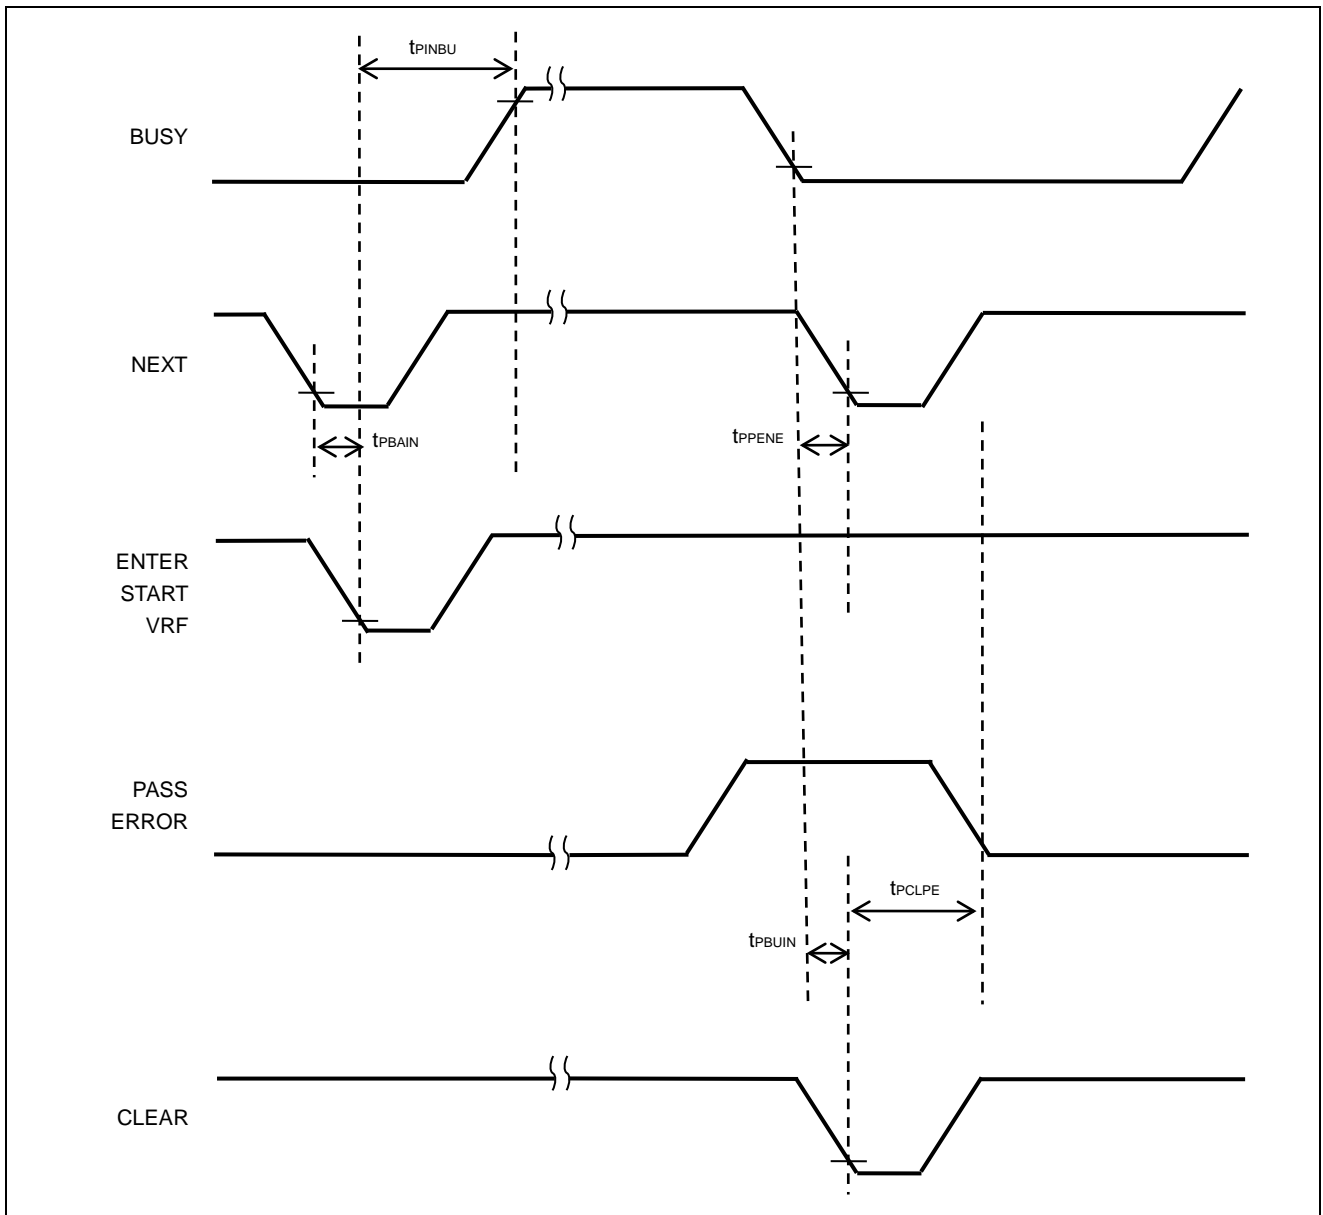 tPINBU
BUSY
NEXT
tPBAIN
tPPENE
ENTER
START
VRF
PASS
ERROR
tPCLPE
tPBUIN
CLEAR